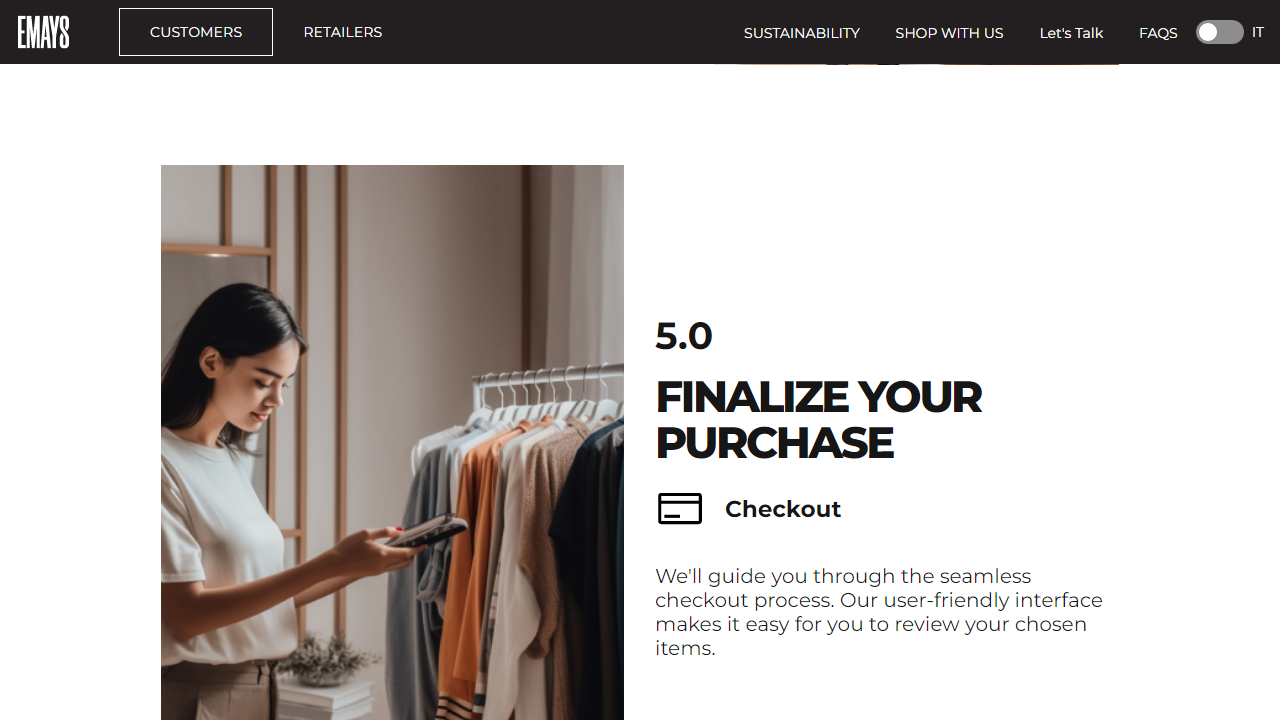 EMAYS
CUSTOMERS
RETAILERS
SUSTAINABILITY
SHOP WITH US
Let's Talk
FAQS
IT
5.0
FINALIZE YOUR
PURCHASE
Checkout
We'll guide you through the seamless
checkout process. Our user-friendly interface
makes it easy for you to review your chosen
items.